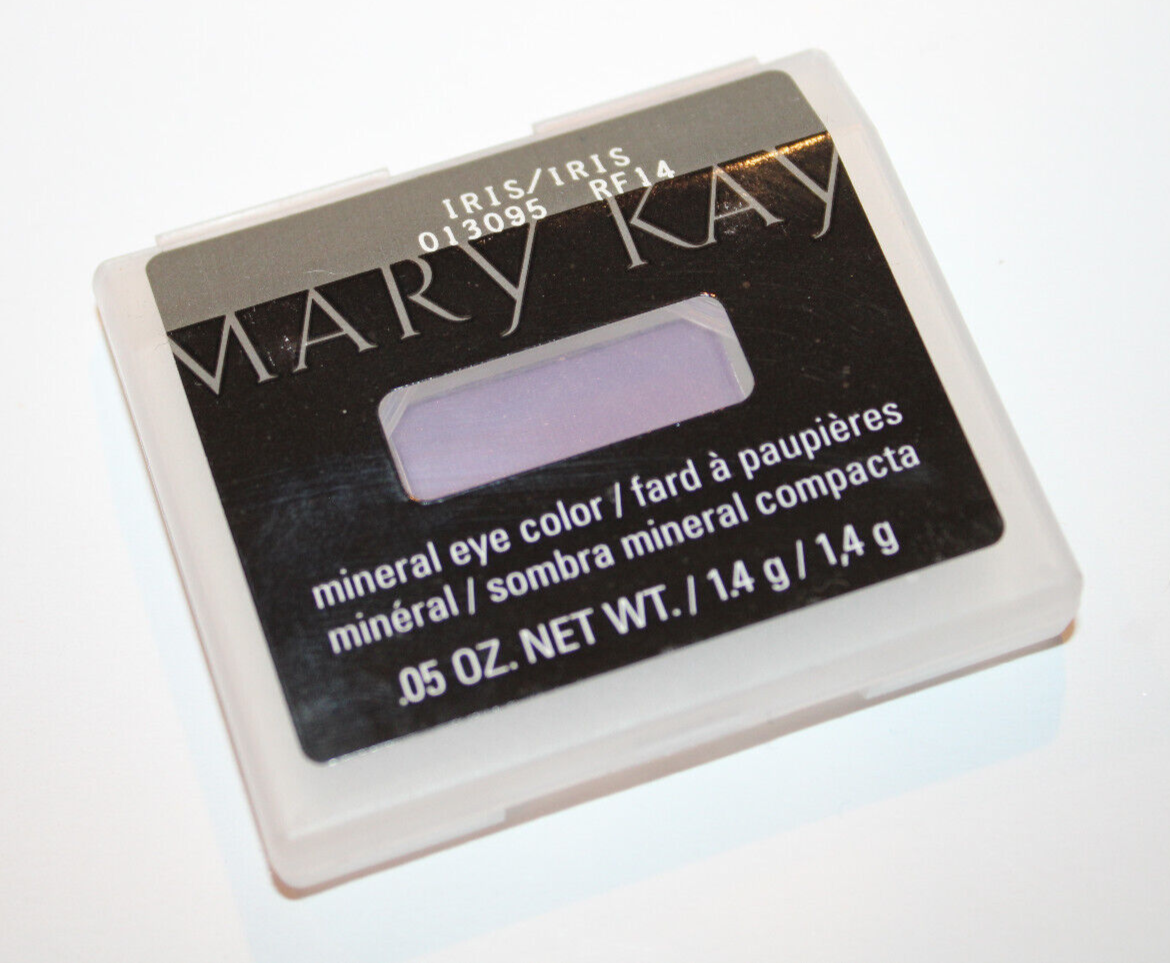 IRIS/IRIS
013095 RF14
MARY KAY
mineral eye color / fard à paupières
minéral / sombra mineral compacta
.05 OZ. NET WT. / 1.4 g / 1,4 g